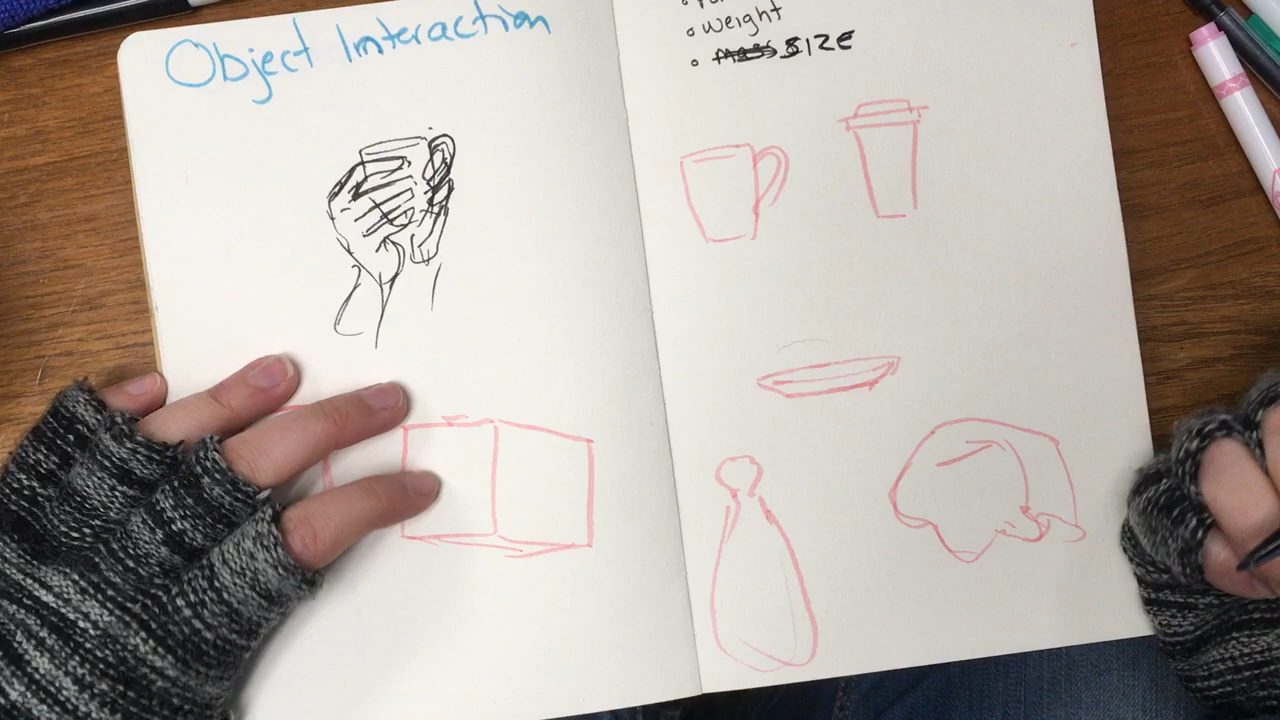 Object Interaction
• Weight
• SIZE